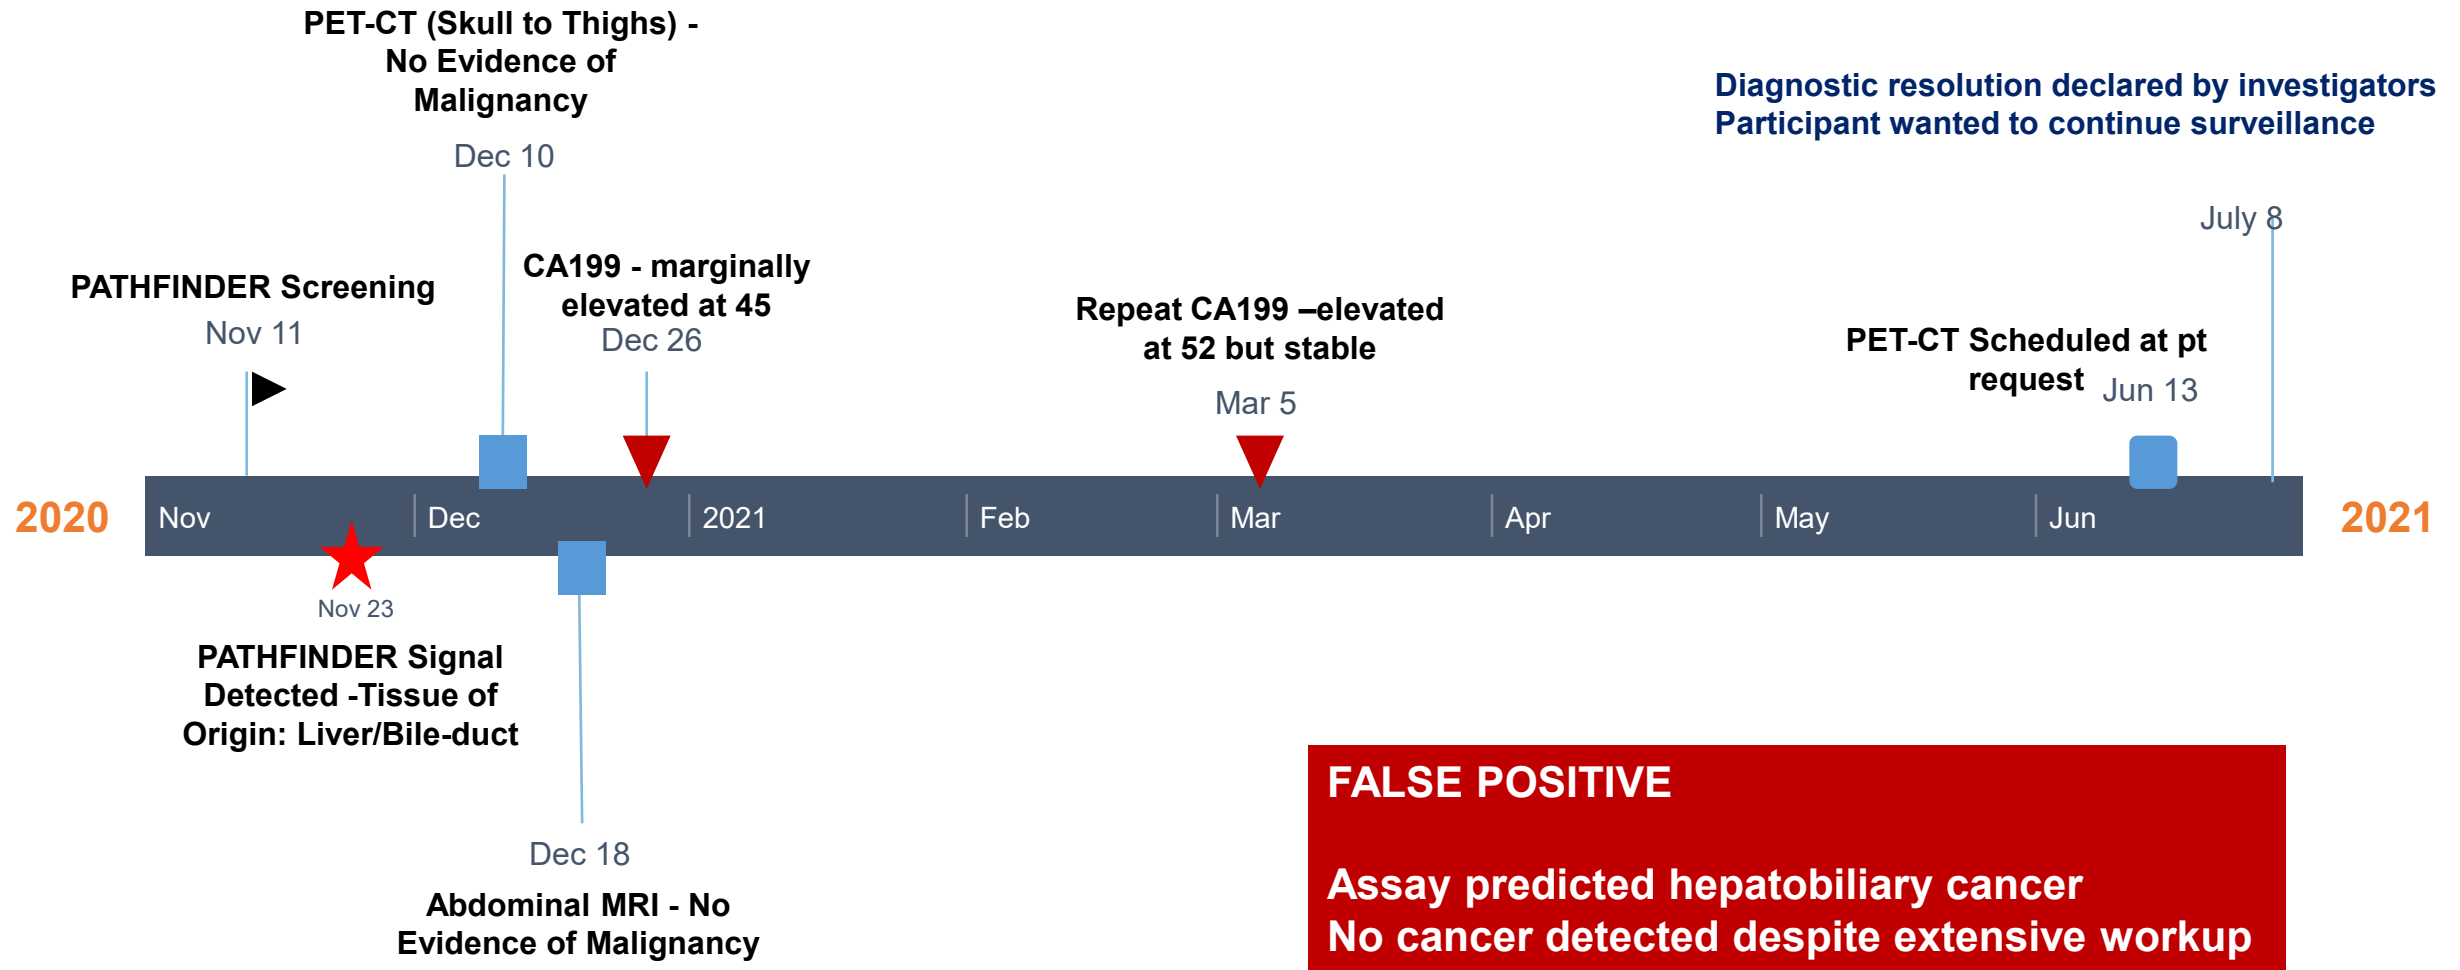 PET-CT (Skull to Thighs) -
No Evidence of
Malignancy
Dec 10
Diagnostic resolution declared by investigators
Participant wanted to continue surveillance
July 8
PATHFINDER Screening
Nov 11
CA199 - marginally
elevated at 45
Dec 26
Repeat CA199 –elevated
at 52 but stable
Mar 5
PET-CT Scheduled at pt
request
Jun 13
2020
Nov
Dec
2021
Feb
Mar
Apr
May
Jun
2021
Nov 23
PATHFINDER Signal
Detected -Tissue of
Origin: Liver/Bile-duct
Dec 18
Abdominal MRI - No
Evidence of Malignancy
FALSE POSITIVE
Assay predicted hepatobiliary cancer
No cancer detected despite extensive workup